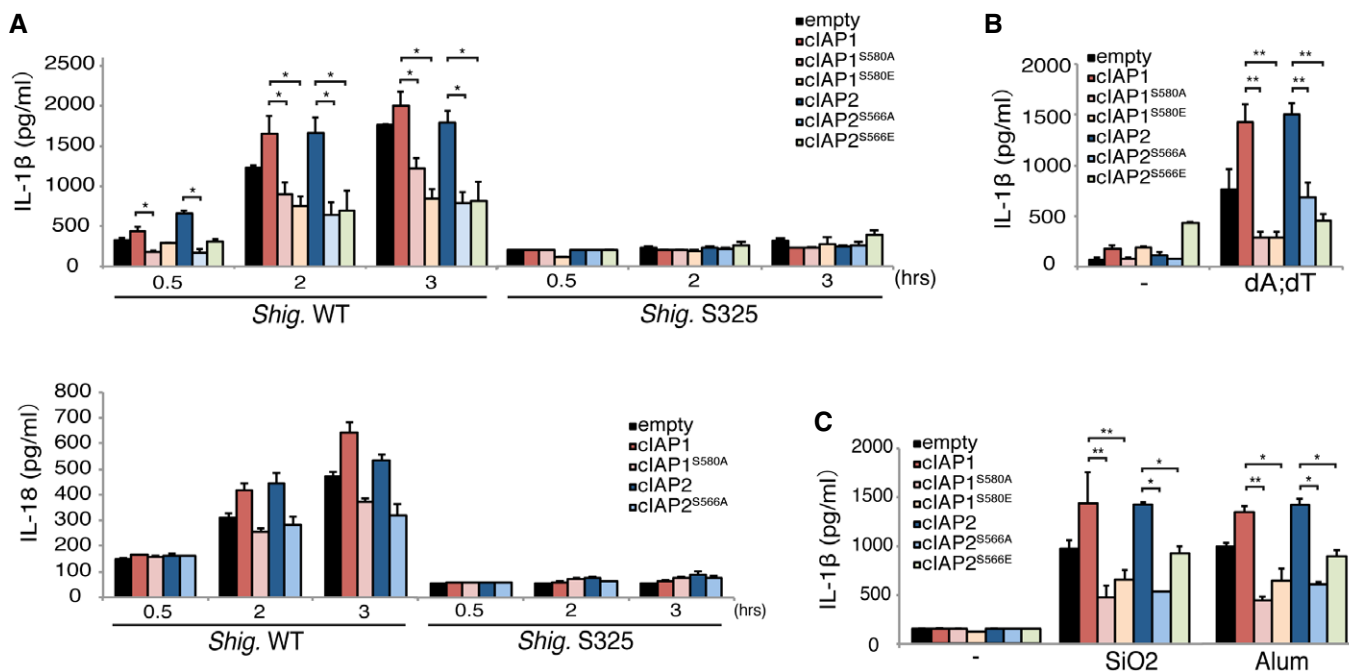 A
IL-1β (pg/ml)
2500
2000
1500
1000
500
0
* * * * * * * * * *
empty
cIAP1
cIAP1S580A
cIAP1S580E
cIAP2
cIAP2S566A
cIAP2S566E
0.5 2 3 0.5 2 3 (hrs)
Shig. WT Shig. S325
IL-18 (pg/ml)
800
700
600
500
400
300
200
100
0
empty
cIAP1
cIAP1S580A
cIAP2
cIAP2S566A
0.5 2 3 0.5 2 3 (hrs)
Shig. WT Shig. S325
B
IL-1β (pg/ml)
2000
1500
1000
500
0
empty
cIAP1
cIAP1S580A
cIAP1S580E
cIAP2
cIAP2S566A
cIAP2S566E
** ** ** **
- dA;dT
C
IL-1β (pg/ml)
2000
1500
1000
500
0
empty
cIAP1
cIAP1S580A
cIAP1S580E
cIAP2
cIAP2S566A
cIAP2S566E
** ** * * * ** * *
- SiO2 Alum